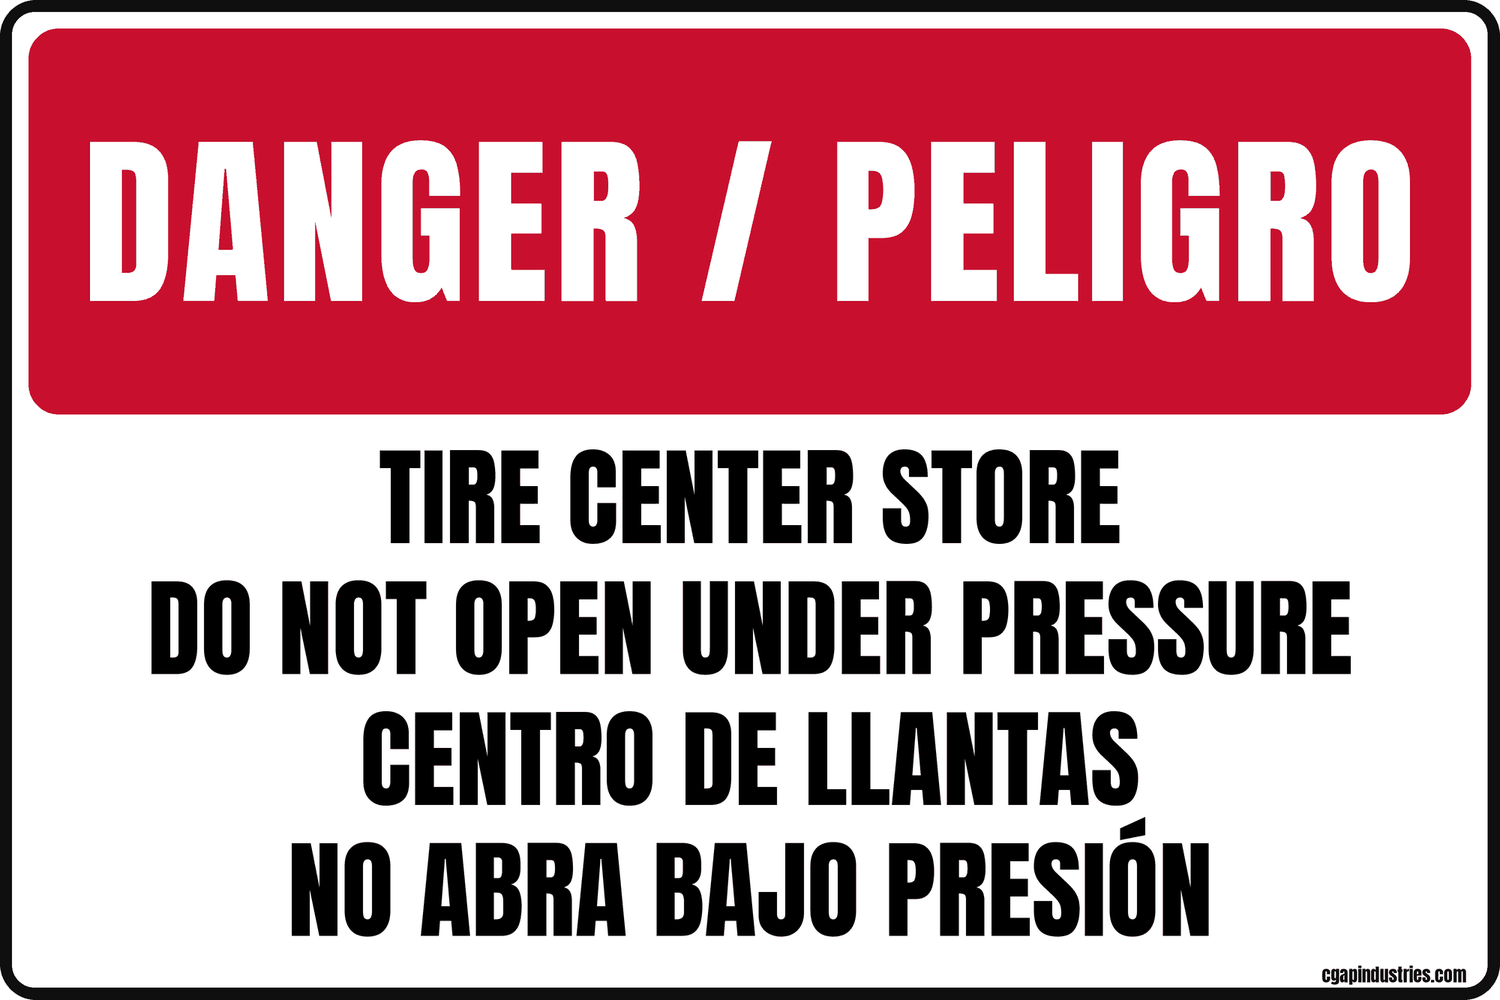 DANGER / PELIGRO
TIRE CENTER STORE
DO NOT OPEN UNDER PRESSURE
CENTRO DE LLANTAS
NO ABRA BAJO PRESIÓN
cgapindustries.com